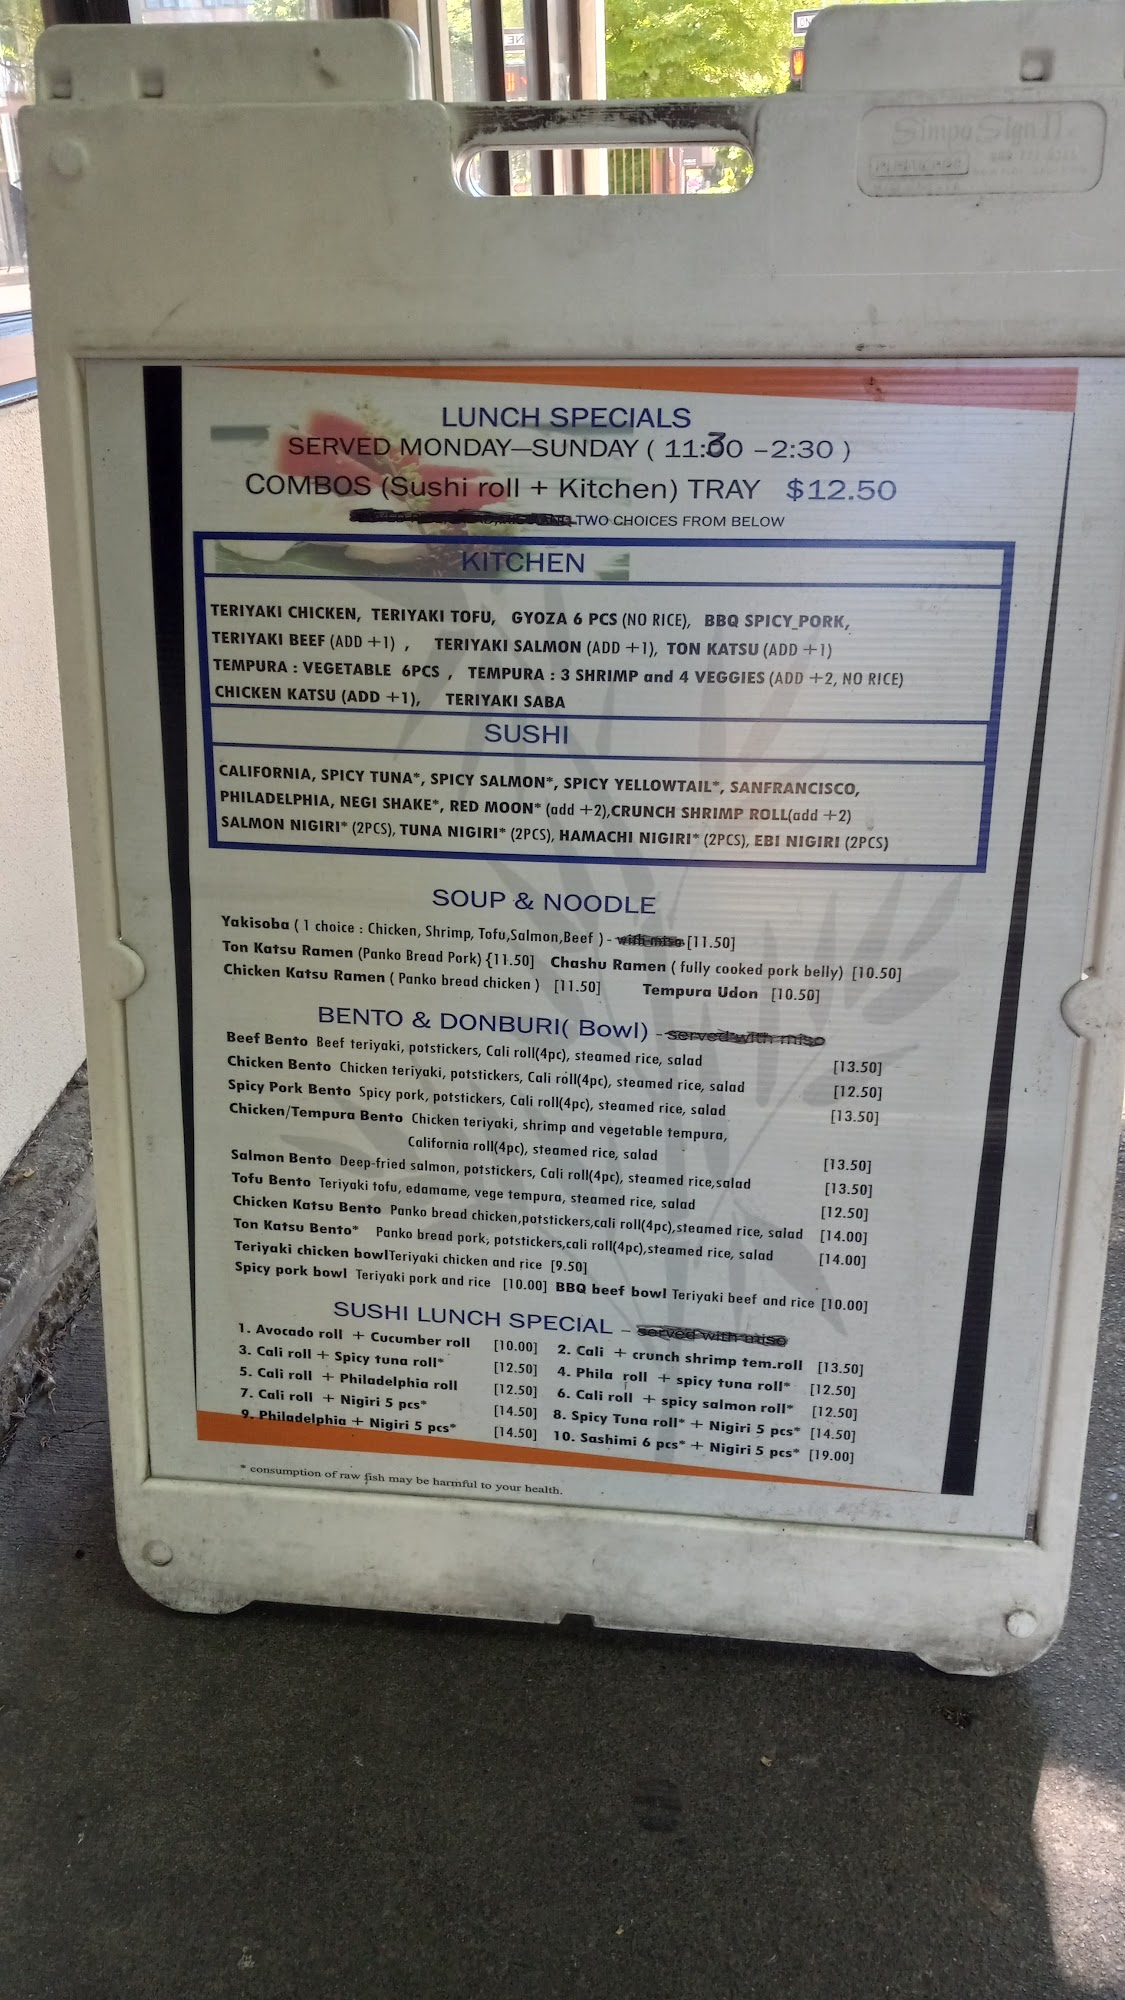 SimpoSign II
LUNCH SPECIALS
SERVED MONDAY—SUNDAY ( 11:30 –2:30 )
COMBOS (Sushi roll + Kitchen) TRAY $12.50
TWO CHOICES FROM BELOW
KITCHEN
TERIYAKI CHICKEN, TERIYAKI TOFU, GYOZA 6 PCS (NO RICE), BBQ SPICY PORK,
TERIYAKI BEEF (ADD +1) , TERIYAKI SALMON (ADD +1), TON KATSU (ADD +1)
TEMPURA : VEGETABLE 6PCS , TEMPURA : 3 SHRIMP and 4 VEGGIES (ADD +2, NO RICE)
CHICKEN KATSU (ADD +1), TERIYAKI SABA
SUSHI
CALIFORNIA, SPICY TUNA*, SPICY SALMON*, SPICY YELLOWTAIL*, SANFRANCISCO,
PHILADELPHIA, NEGI SHAKE*, RED MOON* (add +2),CRUNCH SHRIMP ROLL(add +2)
SALMON NIGIRI* (2PCS), TUNA NIGIRI* (2PCS), HAMACHI NIGIRI* (2PCS), EBI NIGIRI (2PCS)
SOUP & NOODLE
Yakisoba ( 1 choice : Chicken, Shrimp, Tofu,Salmon,Beef ) - with miso [11.50]
Ton Katsu Ramen (Panko Bread Pork) {11.50] Chashu Ramen ( fully cooked pork belly) [10.50]
Chicken Katsu Ramen ( Panko bread chicken ) [11.50] Tempura Udon [10.50]
BENTO & DONBURI( Bowl) – served with miso
Beef Bento Beef teriyaki, potstickers, Cali roll(4pc), steamed rice, salad [13.50]
Chicken Bento Chicken teriyaki, potstickers, Cali roll(4pc), steamed rice, salad [12.50]
Spicy Pork Bento Spicy pork, potstickers, Cali roll(4pc), steamed rice, salad [13.50]
Chicken/Tempura Bento Chicken teriyaki, shrimp and vegetable tempura,
California roll(4pc), steamed rice, salad [13.50]
Salmon Bento Deep-fried salmon, potstickers, Cali roll(4pc), steamed rice,salad [13.50]
Tofu Bento Teriyaki tofu, edamame, vege tempura, steamed rice, salad [12.50]
Chicken Katsu Bento Panko bread chicken,potstickers,cali roll(4pc),steamed rice, salad [14.00]
Ton Katsu Bento* Panko bread pork, potstickers,cali roll(4pc),steamed rice, salad [14.00]
Teriyaki chicken bowlTeriyaki chicken and rice [9.50]
Spicy pork bowl Teriyaki pork and rice [10.00] BBQ beef bowl Teriyaki beef and rice [10.00]
SUSHI LUNCH SPECIAL – served with miso
1. Avocado roll + Cucumber roll [10.00] 2. Cali + crunch shrimp tem.roll [13.50]
3. Cali roll + Spicy tuna roll* [12.50] 4. Phila roll + spicy tuna roll* [12.50]
5. Cali roll + Philadelphia roll [12.50] 6. Cali roll + spicy salmon roll* [12.50]
7. Cali roll + Nigiri 5 pcs* [14.50] 8. Spicy Tuna roll* + Nigiri 5 pcs* [14.50]
9. Philadelphia + Nigiri 5 pcs* [14.50] 10. Sashimi 6 pcs* + Nigiri 5 pcs* [19.00]
* consumption of raw fish may be harmful to your health.